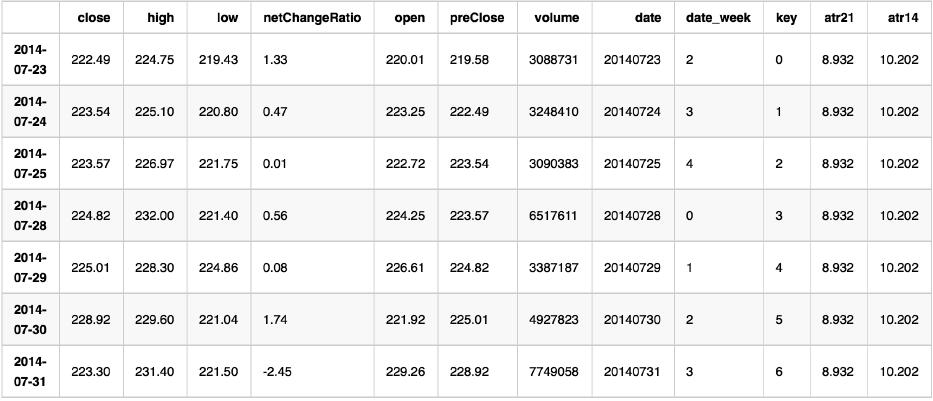 close high low netChangeRatio open preClose volume date date_week key atr21 atr14
2014-
07-23 222.49 224.75 219.43 1.33 220.01 219.58 3088731 20140723 2 0 8.932 10.202
2014-
07-24 223.54 225.10 220.80 0.47 223.25 222.49 3248410 20140724 3 1 8.932 10.202
2014-
07-25 223.57 226.97 221.75 0.01 222.72 223.54 3090383 20140725 4 2 8.932 10.202
2014-
07-28 224.82 232.00 221.40 0.56 224.25 223.57 6517611 20140728 0 3 8.932 10.202
2014-
07-29 225.01 228.30 224.86 0.08 226.61 224.82 3387187 20140729 1 4 8.932 10.202
2014-
07-30 228.92 229.60 221.04 1.74 221.92 225.01 4927823 20140730 2 5 8.932 10.202
2014-
07-31 223.30 231.40 221.50 -2.45 229.26 228.92 7749058 20140731 3 6 8.932 10.202